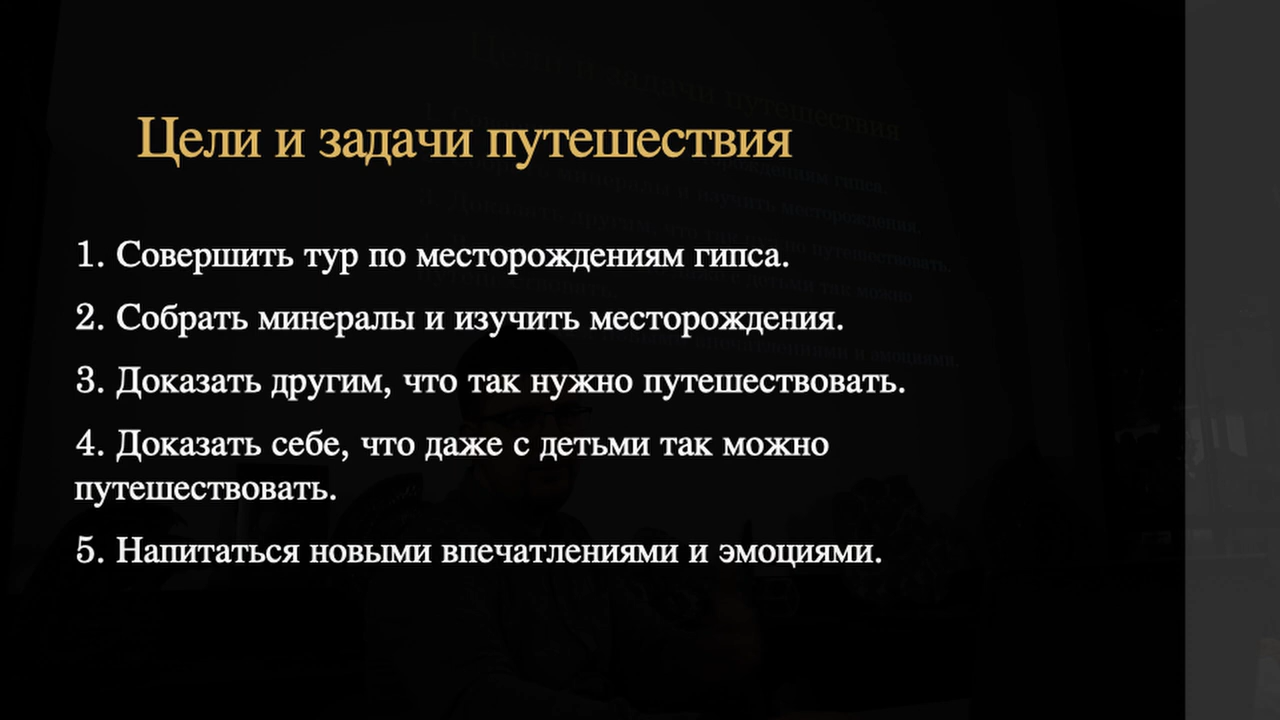 Цели и задачи путешествия
1. Совершить тур по месторождениям гипса.
2. Собрать минералы и изучить месторождения.
3. Доказать другим, что так нужно путешествовать.
4. Доказать себе, что даже с детьми так можно
путешествовать.
5. Напитаться новыми впечатлениями и эмоциями.